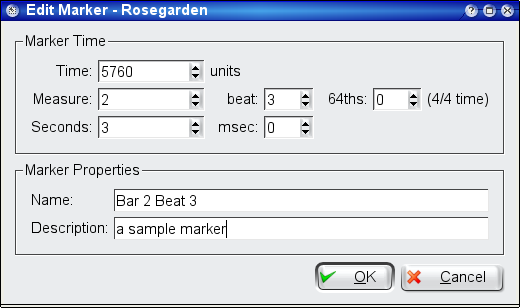 Edit Marker - Rosegarden
Marker Time
Time: 5760 units
Measure: 2 beat: 3 64ths: 0 (4/4 time)
Seconds: 3 msec: 0
Marker Properties
Name: Bar 2 Beat 3
Description: a sample marker
OK Cancel